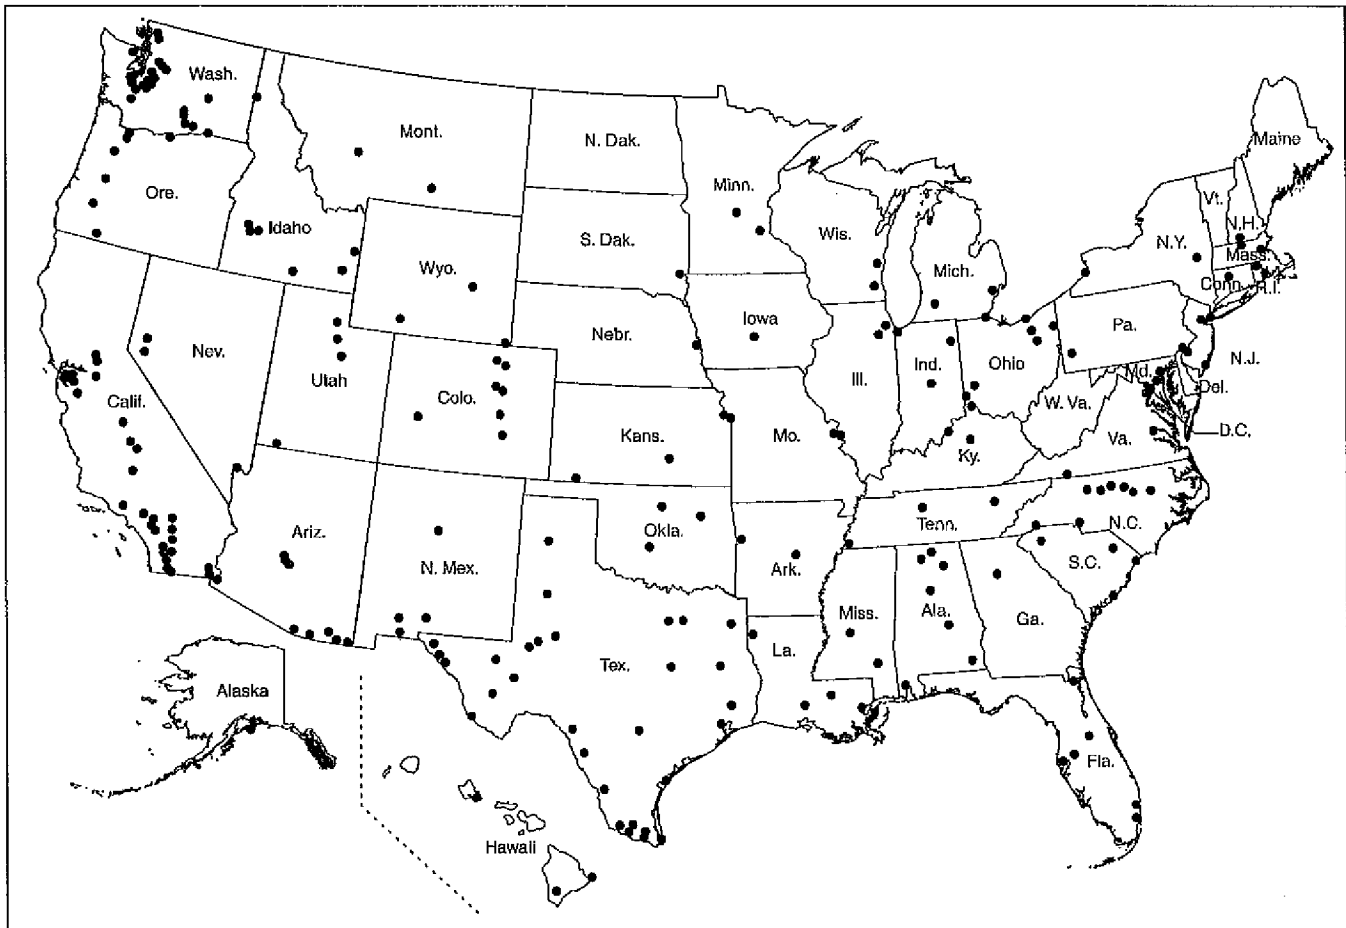 Wash.
Mont.
N. Dak.
Minn.
Maine
Ore.
Idaho
Wyo.
S. Dak.
Wis.
Mich.
N.Y.
Vt.
N.H.
Mass.
Conn.
R.I.
Nev.
Utah
Colo.
Nebr.
Iowa
Ill.
Ind.
Ohio
Pa.
N.J.
Md.
Del.
Calif.
Kans.
Mo.
W. Va.
Va.
D.C.
Ky.
Ariz.
N. Mex.
Okla.
Ark.
Tenn.
N.C.
S.C.
Tex.
La.
Miss.
Ala.
Ga.
Fla.
Alaska
Hawaii